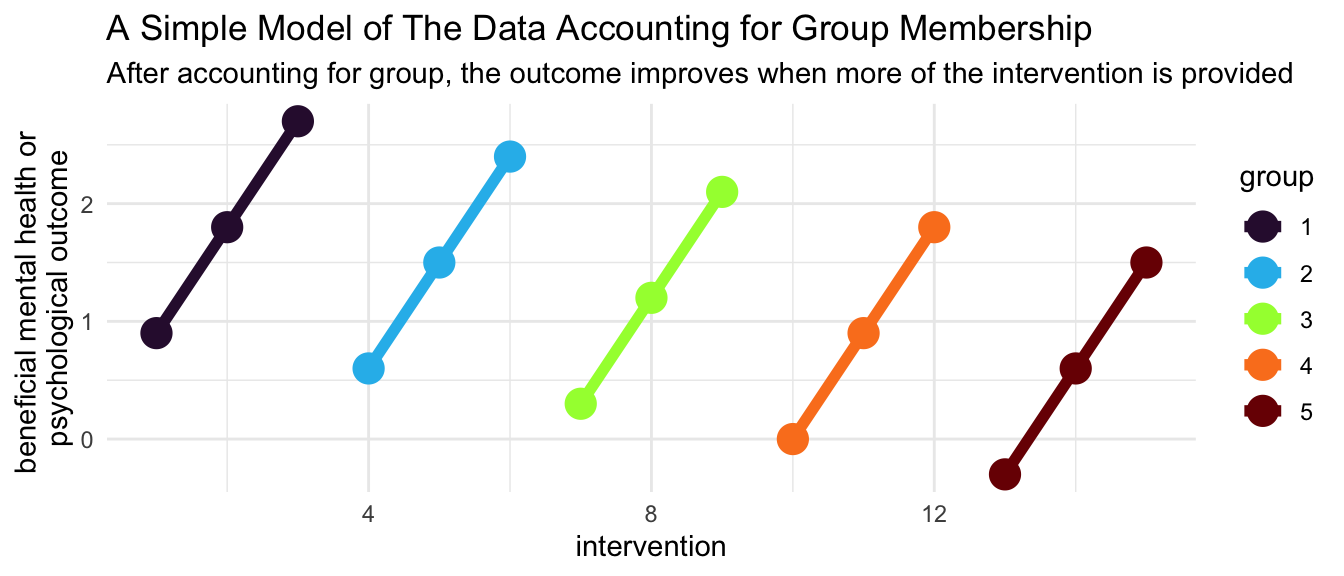 A Simple Model of The Data Accounting for Group Membership
After accounting for group, the outcome improves when more of the intervention is provided
beneficial mental health or
psychological outcome
2
1
0
4
8
12
intervention
group
1
2
3
4
5